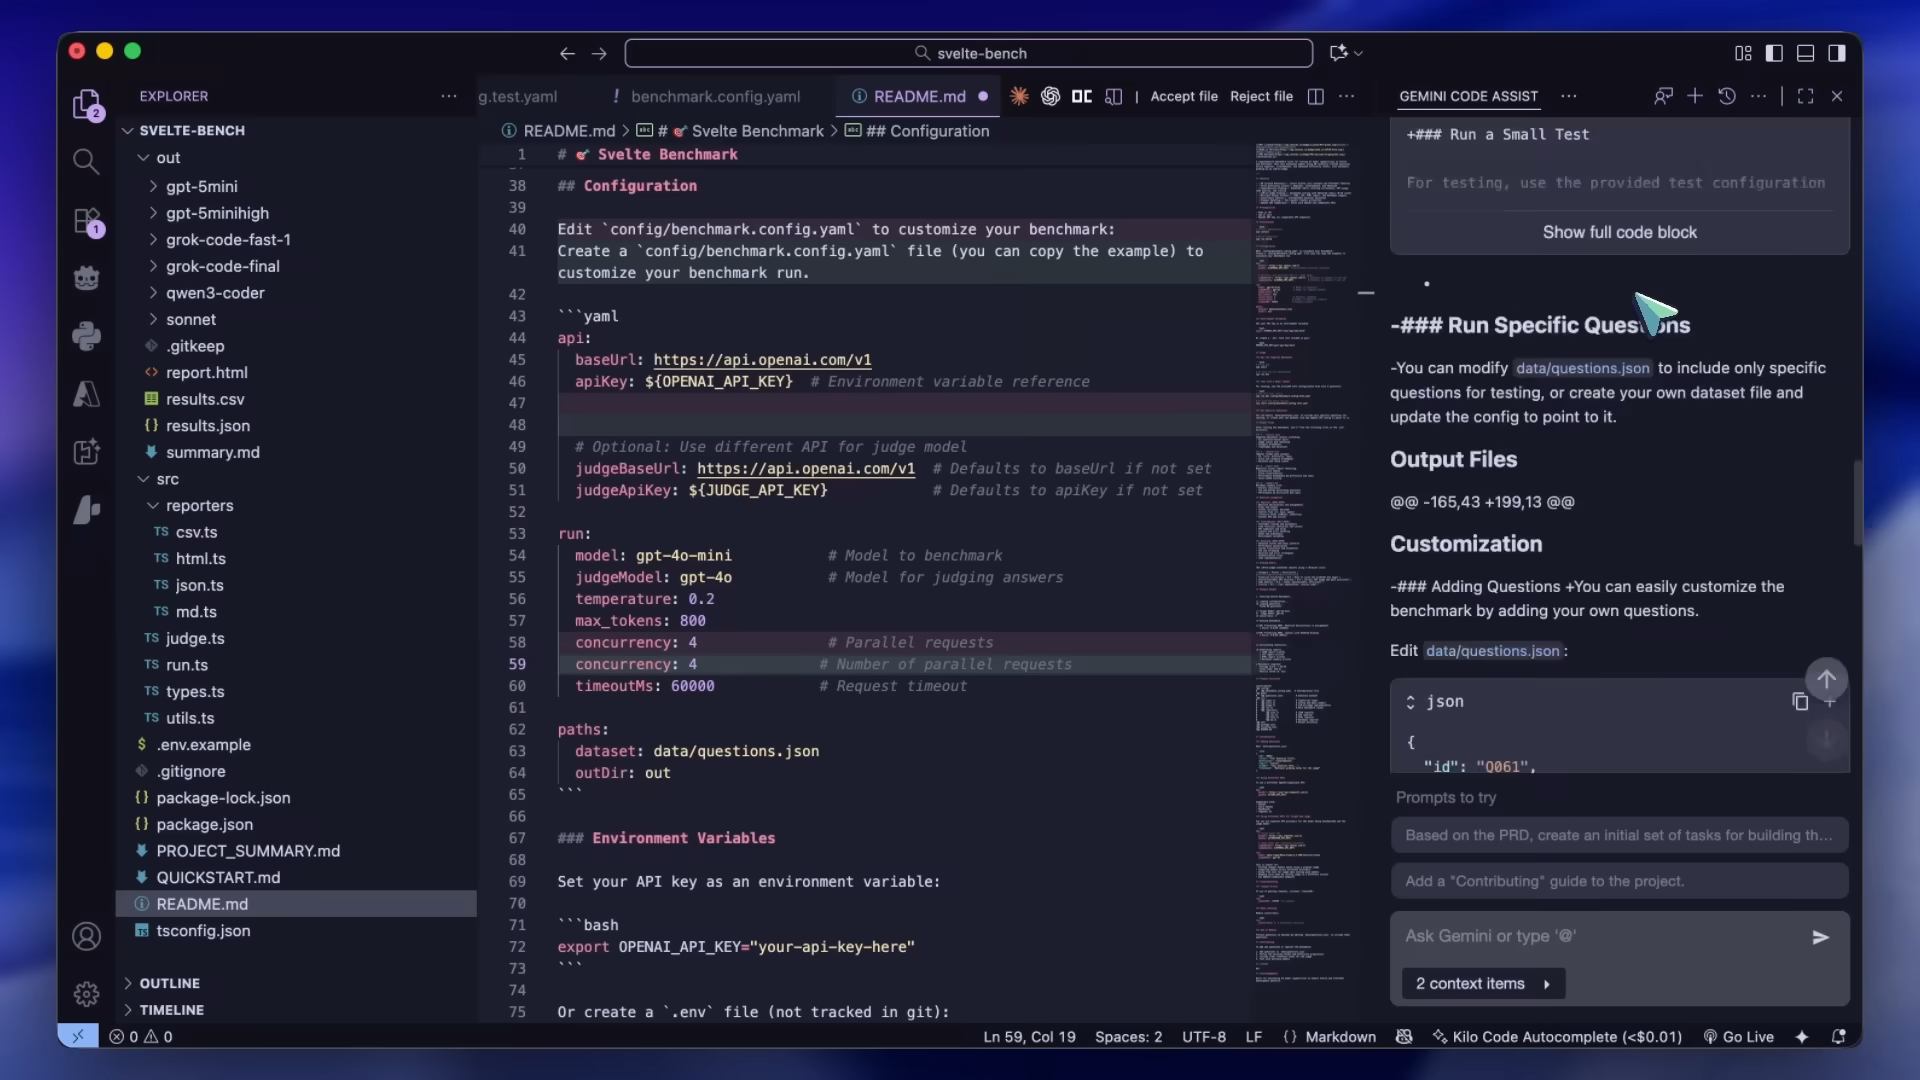 svelte-bench
EXPLORER
SVELTE-BENCH
out
gpt-5mini
gpt-5minihigh
grok-code-fast-1
grok-code-final
qwen3-coder
sonnet
.gitkeep
report.html
results.csv
results.json
summary.md
src
reporters
TS csv.ts
TS html.ts
TS json.ts
TS md.ts
TS judge.ts
TS run.ts
TS types.ts
TS utils.ts
$ .env.example
.gitignore
{} package-lock.json
{} package.json
PROJECT_SUMMARY.md
QUICKSTART.md
README.md
tsconfig.json
OUTLINE
TIMELINE
2
1
g.test.yaml
! benchmark.config.yaml
README.md
Accept file
Reject file
README.md > # 🎯 Svelte Benchmark > ## Configuration
1 # 🎯 Svelte Benchmark
38 ## Configuration
39
40 Edit `config/benchmark.config.yaml` to customize your benchmark:
41 Create a `config/benchmark.config.yaml` file (you can copy the example) to
customize your benchmark run.
42
43 ```yaml
44 api:
45 baseUrl: https://api.openai.com/v1
46 apiKey: ${OPENAI_API_KEY} # Environment variable reference
47
48
49 # Optional: Use different API for judge model
50 judgeBaseUrl: https://api.openai.com/v1 # Defaults to baseUrl if not set
51 judgeApiKey: ${JUDGE_API_KEY} # Defaults to apiKey if not set
52
53 run:
54 model: gpt-4o-mini # Model to benchmark
55 judgeModel: gpt-4o # Model for judging answers
56 temperature: 0.2
57 max_tokens: 800
58 concurrency: 4 # Parallel requests
59 concurrency: 4 # Number of parallel requests
60 timeoutMs: 60000 # Request timeout
61
62 paths:
63 dataset: data/questions.json
64 outDir: out
65 ```
66
67 ### Environment Variables
68
69 Set your API key as an environment variable:
70
71 ```bash
72 export OPENAI_API_KEY="your-api-key-here"
73 ```
74
75 Or create a `.env` file (not tracked in git):
GEMINI CODE ASSIST
+### Run a Small Test
For testing, use the provided test configuration
Show full code block
•
-### Run Specific Questions
-You can modify data/questions.json to include only specific
questions for testing, or create your own dataset file and
update the config to point to it.
Output Files
@@ -165,43 +199,13 @@
Customization
-### Adding Questions +You can easily customize the
benchmark by adding your own questions.
Edit data/questions.json :
json
{
"id": "Q061",
Prompts to try
Based on the PRD, create an initial set of tasks for building th...
Add a "Contributing" guide to the project.
Ask Gemini or type '@'
2 context items
0 0
Ln 59, Col 19
Spaces: 2
UTF-8
LF
{} Markdown
Kilo Code Autocomplete (<$0.01)
Go Live